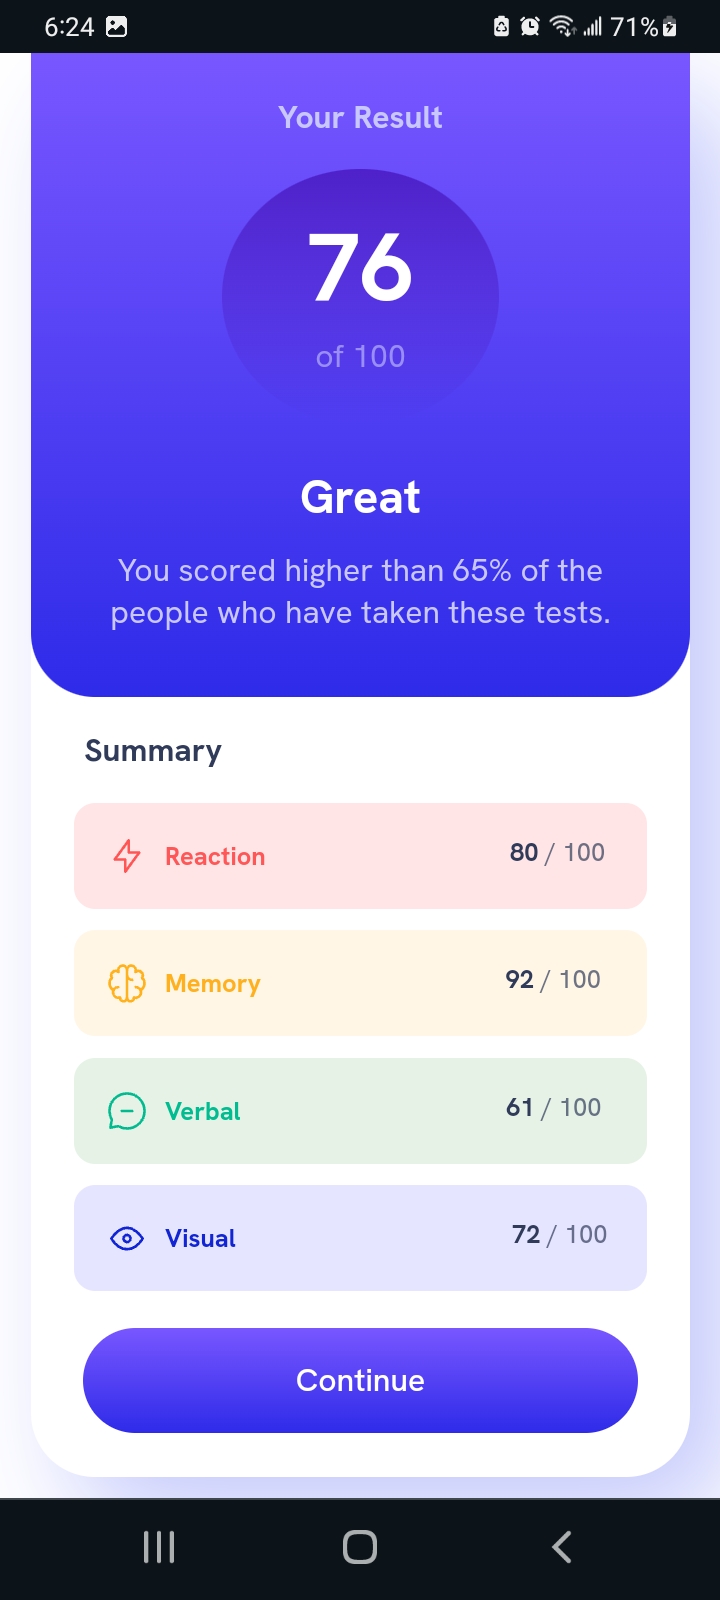 6:24 71%
Your Result
76
of 100
Great
You scored higher than 65% of the
people who have taken these tests.
Summary
Reaction 80 / 100
Memory 92 / 100
Verbal 61 / 100
Visual 72 / 100
Continue